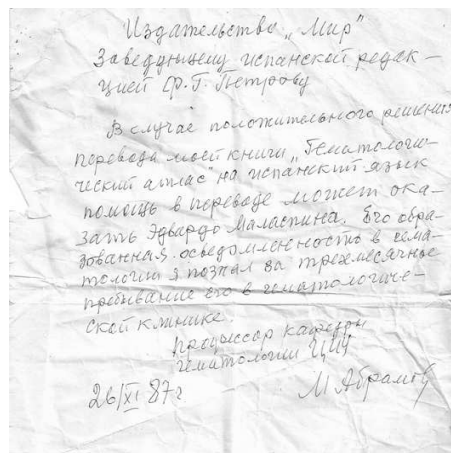 Издательство „Мир"
Заведующему испанской редак-
цией Ф. Г. Петрову
В случае положительного решения
перевода моей книги „Гематологи-
ческий атлас" на испанский язык
помощь в переводе может ока-
зать Эдвардо Маласпина. Его обра-
зованная осведомленность в гема-
тологии я познал за трехмесячное
пребывание его в гематологиче-
ской клинике.
Профессор кафедры
гематологии ЦИУ
26/XI 87 г
М Абрамов